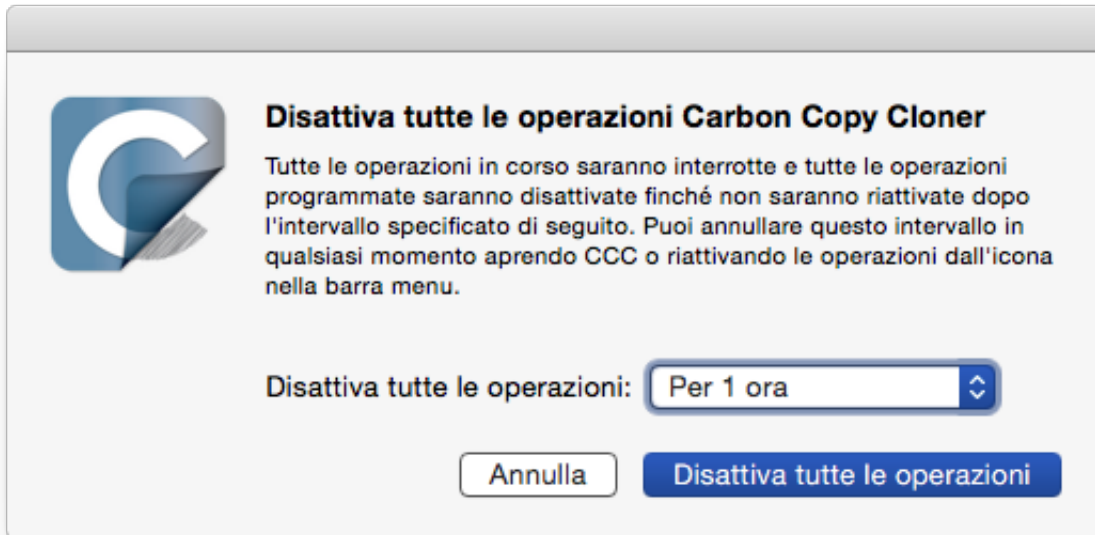 Disattiva tutte le operazioni Carbon Copy Cloner
Tutte le operazioni in corso saranno interrotte e tutte le operazioni
programmate saranno disattivate finché non saranno riattivate dopo
l'intervallo specificato di seguito. Puoi annullare questo intervallo in
qualsiasi momento aprendo CCC o riattivando le operazioni dall'icona
nella barra menu.
Disattiva tutte le operazioni: Per 1 ora
Annulla Disattiva tutte le operazioni